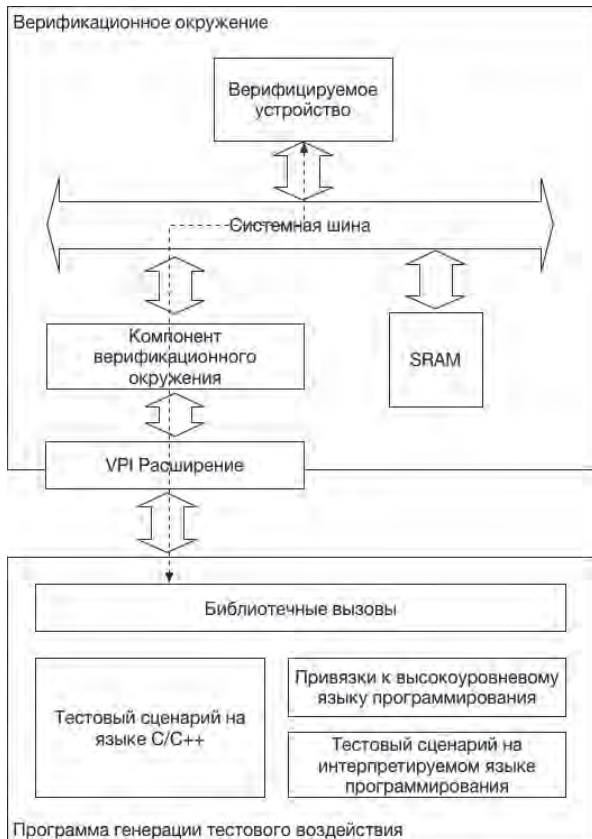 Верификационное окружение
Верифицируемое
устройство
Системная шина
Компонент
верификационного
окружения
SRAM
VPI Расширение
Библиотечные вызовы
Тестовый сценарий на
языке С/С++
Привязки к высокоуровневому
языку программирования
Тестовый сценарий на
интерпретируемом языке
программирования
Программа генерации тестового воздействия